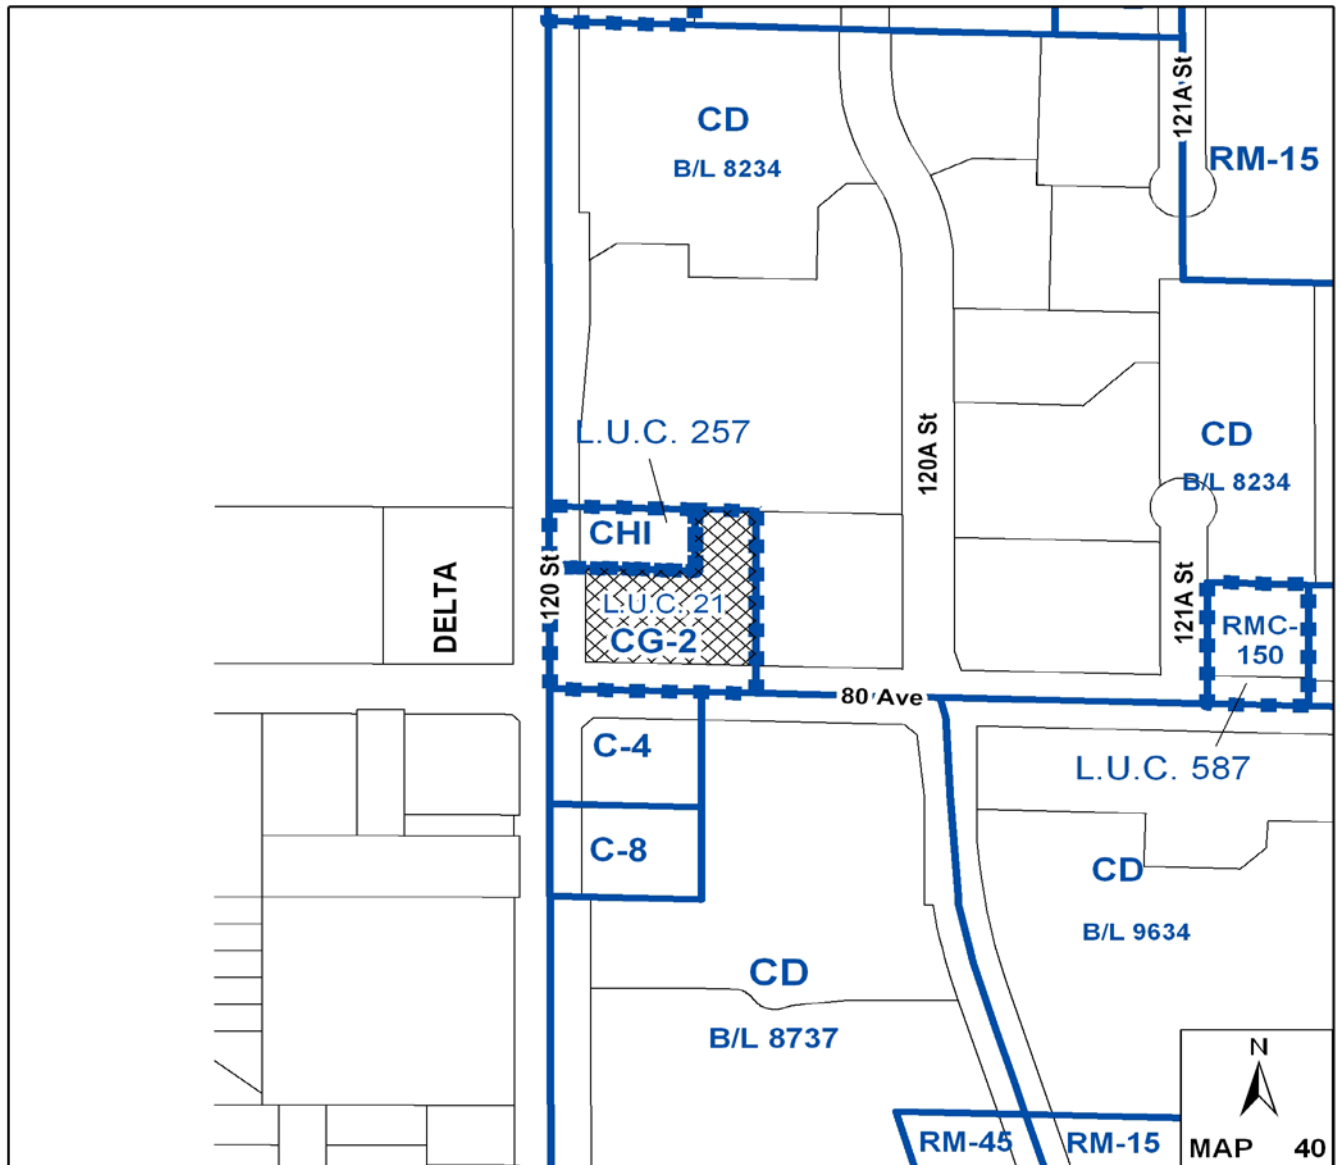 121A St
CD
B/L 8234
RM-15
L.U.C. 257
120A St
CD
B/L 8234
CHI
DELTA
120 St
L.U.C. 21
CG-2
121A St
RMC-
150
80 Ave
C-4
L.U.C. 587
C-8
CD
B/L 9634
CD
B/L 8737
N
RM-45
RM-15
MAP 40